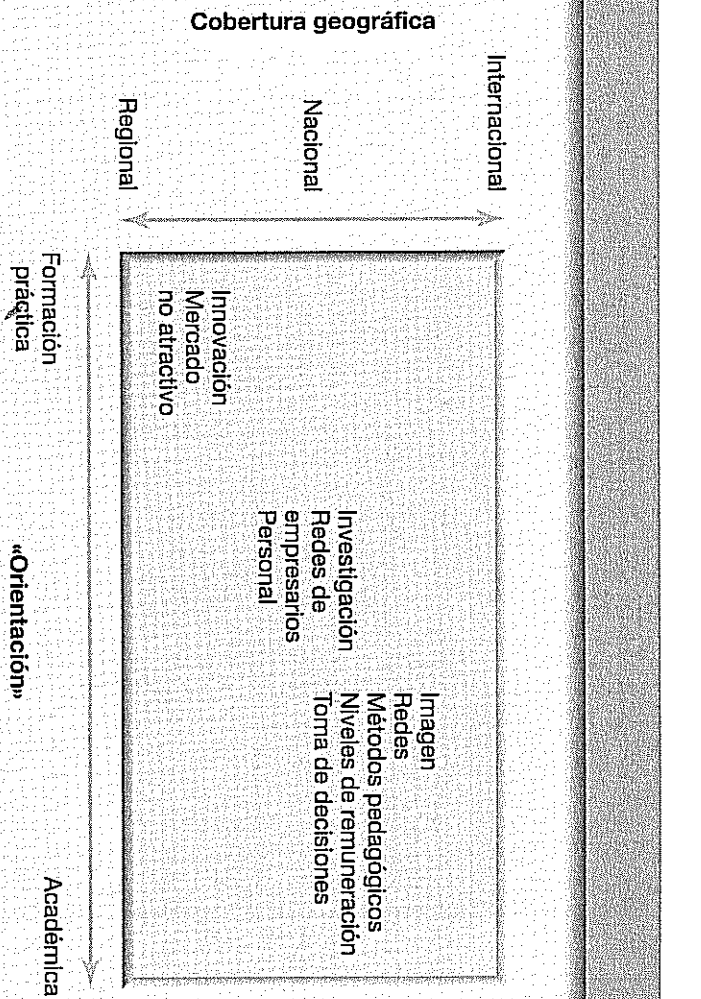 Cobertura geográfica
Internacional
Nacional
Regional
Innovación
Mercado
no atractivo
Investigación
Redes de
empresarios
Personal
Imagen
Redes
Métodos pedagógicos
Niveles de remuneración
Toma de decisiones
Formación
práctica
«Orientación»
Académica